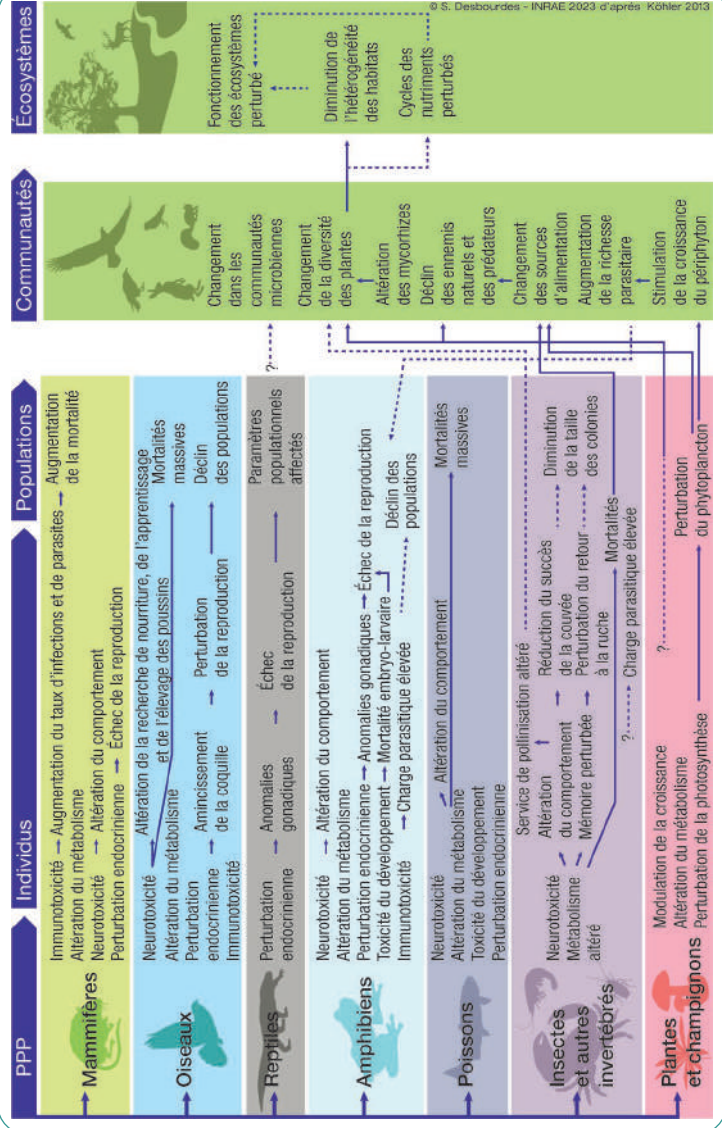 © S. Desbourdes - INRAE 2023 d'après Köhler 2013
PPP
Individus
Populations
Communautés
Écosystèmes
Mammifères
Immunotoxicité
Augmentation du taux d'infections et de parasites
Augmentation
de la mortalité
Altération du métabolisme
Neurotoxicité
Altération du comportement
Perturbation endocrinienne
Échec de la reproduction
Oiseaux
Neurotoxicité
Altération de la recherche de nourriture, de l'apprentissage
et de l'élevage des poussins
Mortalités
massives
Altération du métabolisme
Perturbation
endocrinienne
Amincissement
de la coquille
Perturbation
de la reproduction
Déclin
des populations
Immunotoxicité
Reptiles
Perturbation
endocrinienne
Anomalies
gonadiques
Échec
de la reproduction
Paramètres
populationnels
affectés
?
Amphibiens
Neurotoxicité
Altération du comportement
Altération du métabolisme
Perturbation endocrinienne
Anomalies gonadiques
Échec de la reproduction
Toxicité du développement
Mortalité embryo-larvaire
Immunotoxicité
Charge parasitique élevée
Déclin des
populations
Poissons
Neurotoxicité
Altération du comportement
Mortalités
massives
Altération du métabolisme
Toxicité du développement
Perturbation endocrinienne
Insectes
et autres
invertébrés
Service de pollinisation altéré
Neurotoxicité
Métabolisme
altéré
Altération
du comportement
Mémoire perturbée
Réduction du succès
de la couvée
Perturbation du retour
à la ruche
Diminution
de la taille
des colonies
Mortalités
?
Charge parasitique élevée
Plantes
et champignons
Modulation de la croissance
?
Altération du métabolisme
Perturbation de la photosynthèse
Perturbation
du phytoplancton
Changement
dans les
communautés
microbiennes
Changement
de la diversité
des plantes
Altération
des mycorhizes
Déclin
des ennemis
naturels et
des prédateurs
Changement
des sources
d'alimentation
Augmentation
de la richesse
parasitaire
Stimulation
de la croissance
du périphyton
Fonctionnement
des écosystèmes
perturbé
Diminution de
l'hétérogénéité
des habitats
Cycles des
nutriments
perturbés